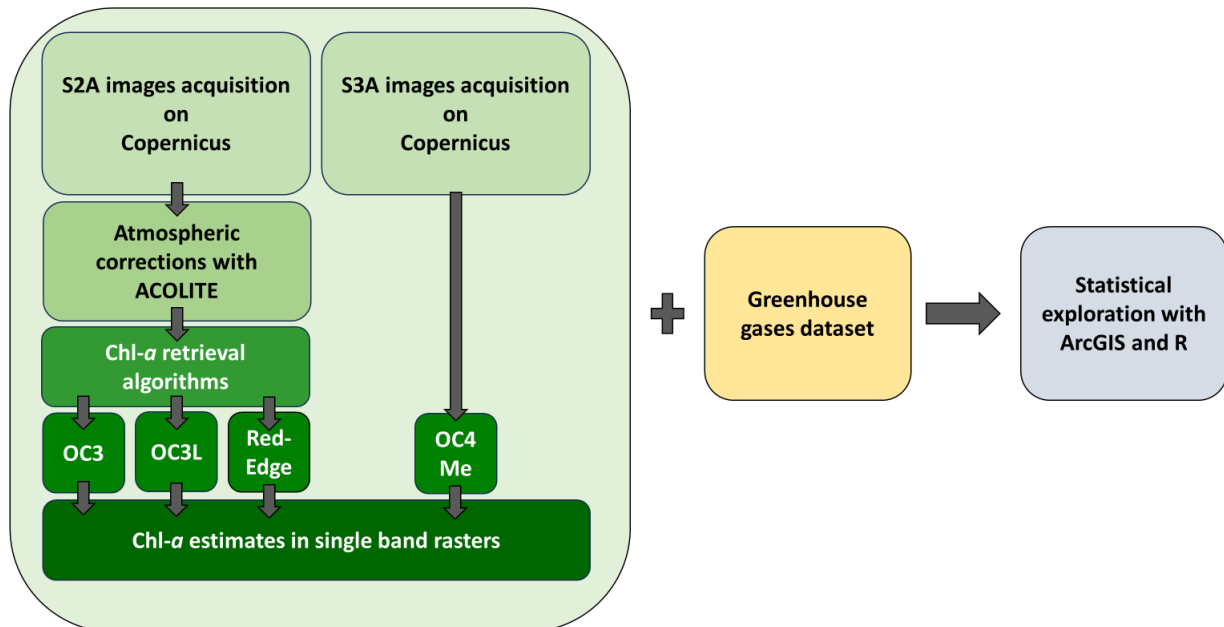 S2A images acquisition
on
Copernicus
S3A images acquisition
on
Copernicus
Atmospheric
corrections with
ACOLITE
Chl-a retrieval
algorithms
OC3
OC3L
Red-
Edge
OC4
Me
Chl-a estimates in single band rasters
Greenhouse
gases dataset
Statistical
exploration with
ArcGIS and R